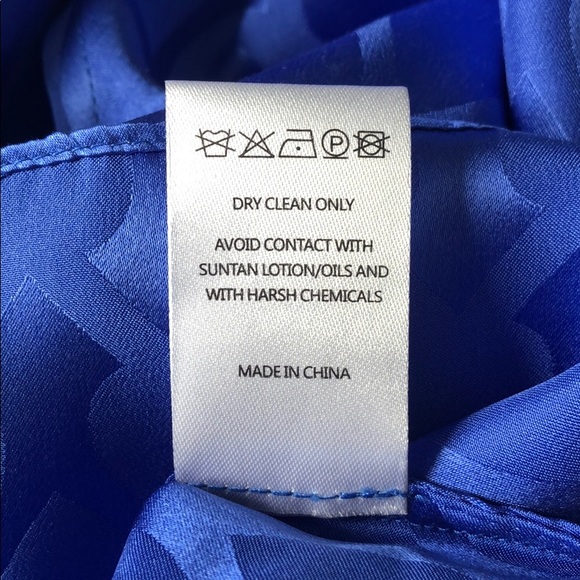 P
DRY CLEAN ONLY
AVOID CONTACT WITH
SUNTAN LOTION/OILS AND
WITH HARSH CHEMICALS
MADE IN CHINA